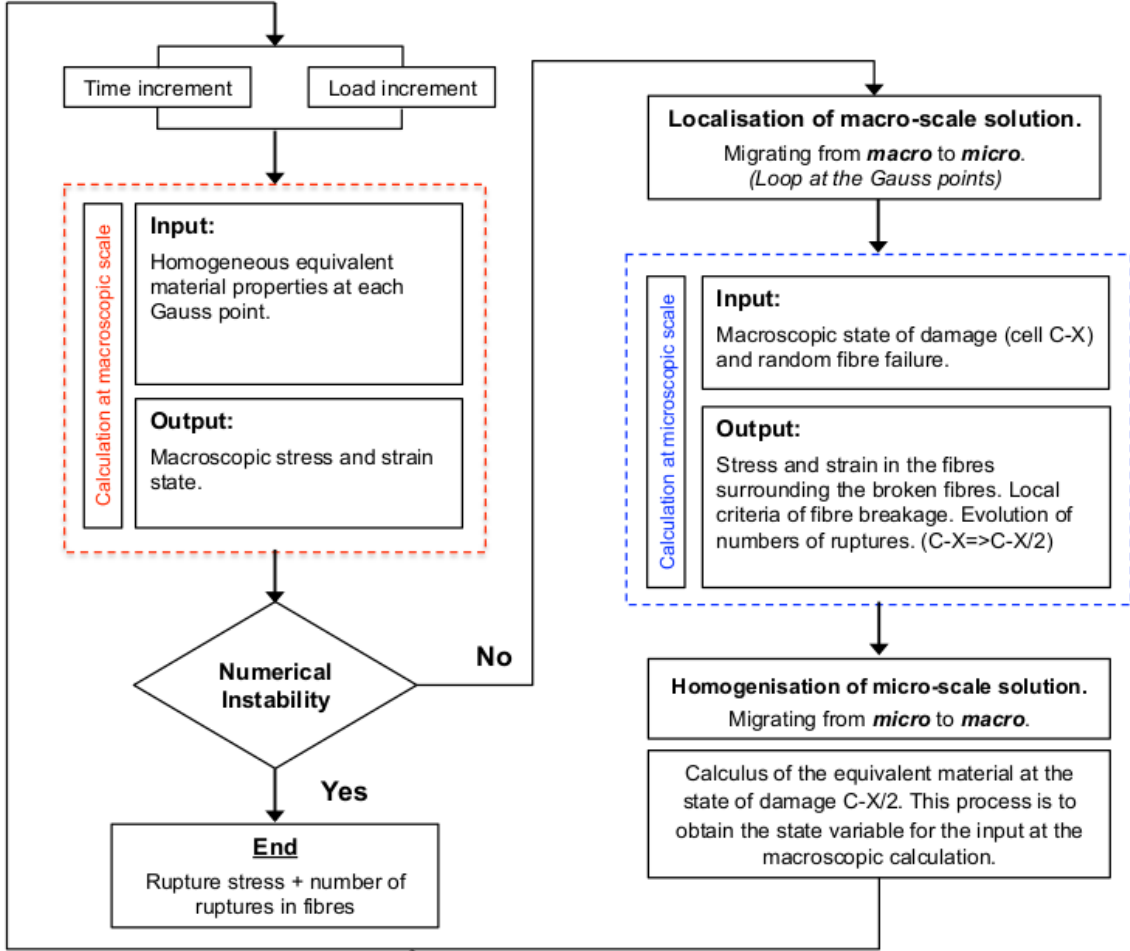 Time increment
Load increment
Calculation at macroscopic scale
Input:
Homogeneous equivalent
material properties at each
Gauss point.
Output:
Macroscopic stress and strain
state.
Numerical
Instability
No
Yes
End
Rupture stress + number of
ruptures in fibres
Localisation of macro-scale solution.
Migrating from macro to micro.
(Loop at the Gauss points)
Calculation at microscopic scale
Input:
Macroscopic state of damage (cell C-X)
and random fibre failure.
Output:
Stress and strain in the fibres
surrounding the broken fibres. Local
criteria of fibre breakage. Evolution of
numbers of ruptures. (C-X=>C-X/2)
Homogenisation of micro-scale solution.
Migrating from micro to macro.
Calculus of the equivalent material at the
state of damage C-X/2. This process is to
obtain the state variable for the input at the
macroscopic calculation.